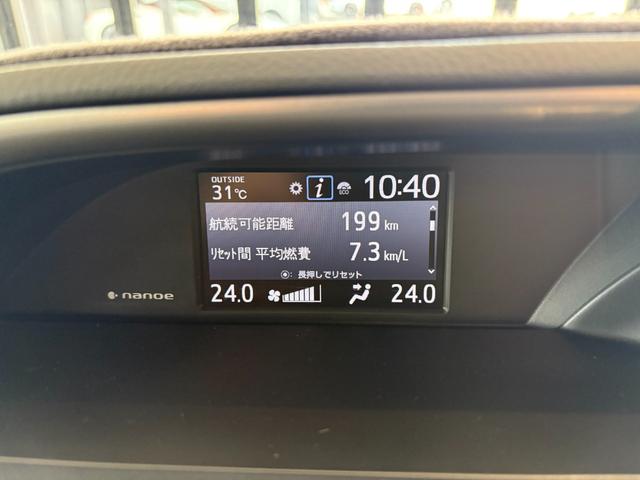 OUTSIDE
31℃ i ECO 10:40
航続可能距離 199 km
リセット間 平均燃費 7.3 km/L
⦿: 長押しでリセット
24.0 24.0
nanoe